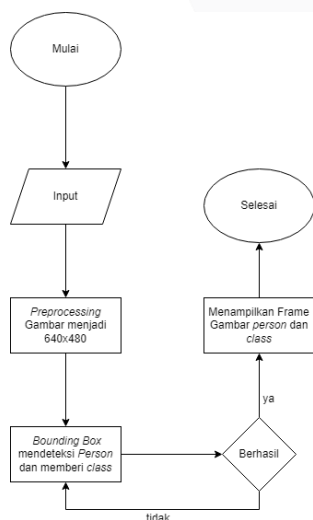 Mulai
Input
Selesai
Preprocessing
Gambar menjadi
640x480
Menampilkan Frame
Gambar person dan
class
ya
Bounding Box
mendeteksi Person
dan memberi class
Berhasil
tidak